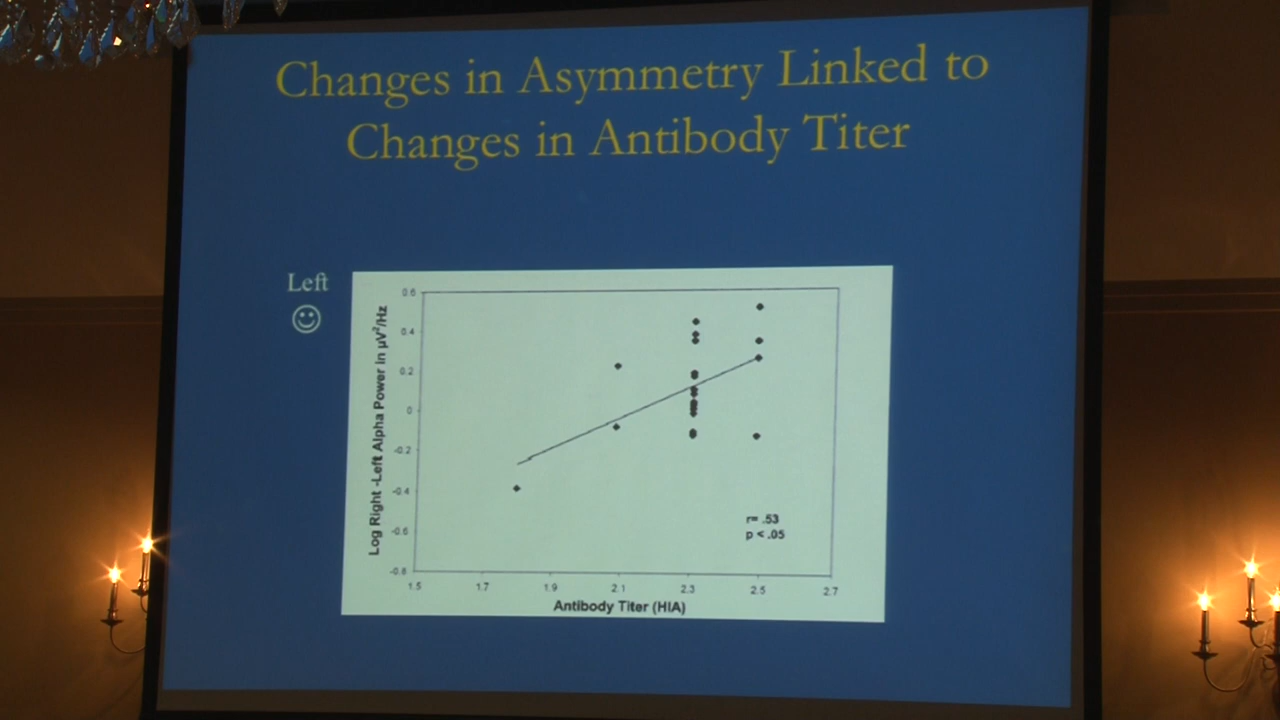 Changes in Asymmetry Linked to
Changes in Antibody Titer
Left
Log Right -Left Alpha Power in µV²/Hz
0.6
0.4
0.2
0
-0.2
-0.4
-0.6
-0.8
r= .53
p < .05
1.5 1.7 1.9 2.1 2.3 2.5 2.7
Antibody Titer (HIA)